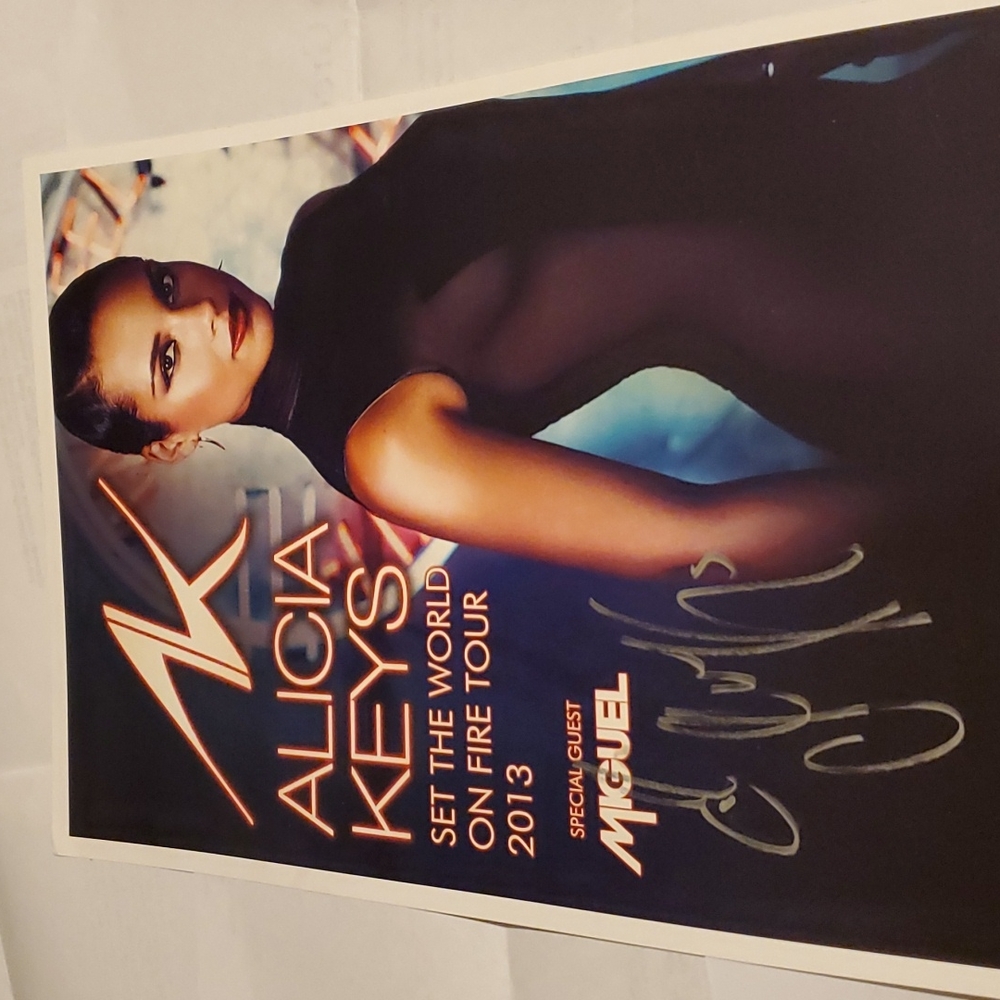 AK
ALICIA
KEYS
SET THE WORLD
ON FIRE TOUR
2013
SPECIAL GUEST
MIGUEL